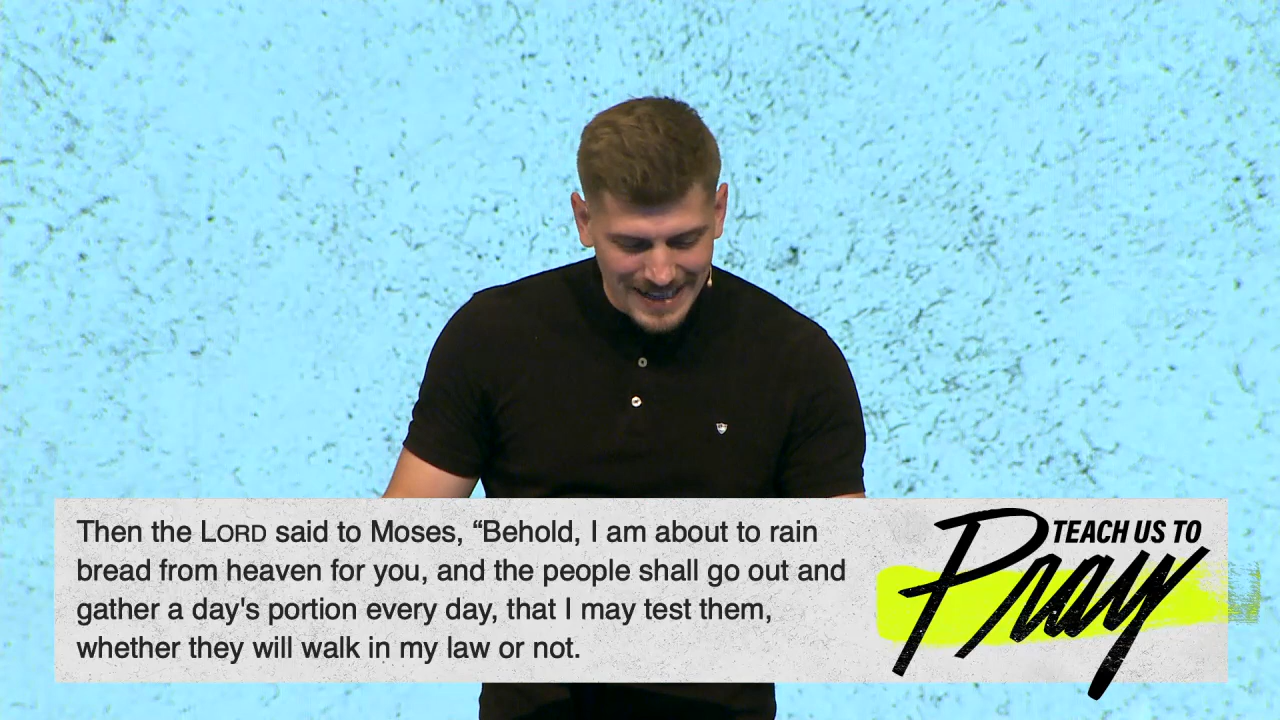 Then the LORD said to Moses, “Behold, I am about to rain
bread from heaven for you, and the people shall go out and
gather a day's portion every day, that I may test them,
whether they will walk in my law or not.
TEACH US TO
Pray